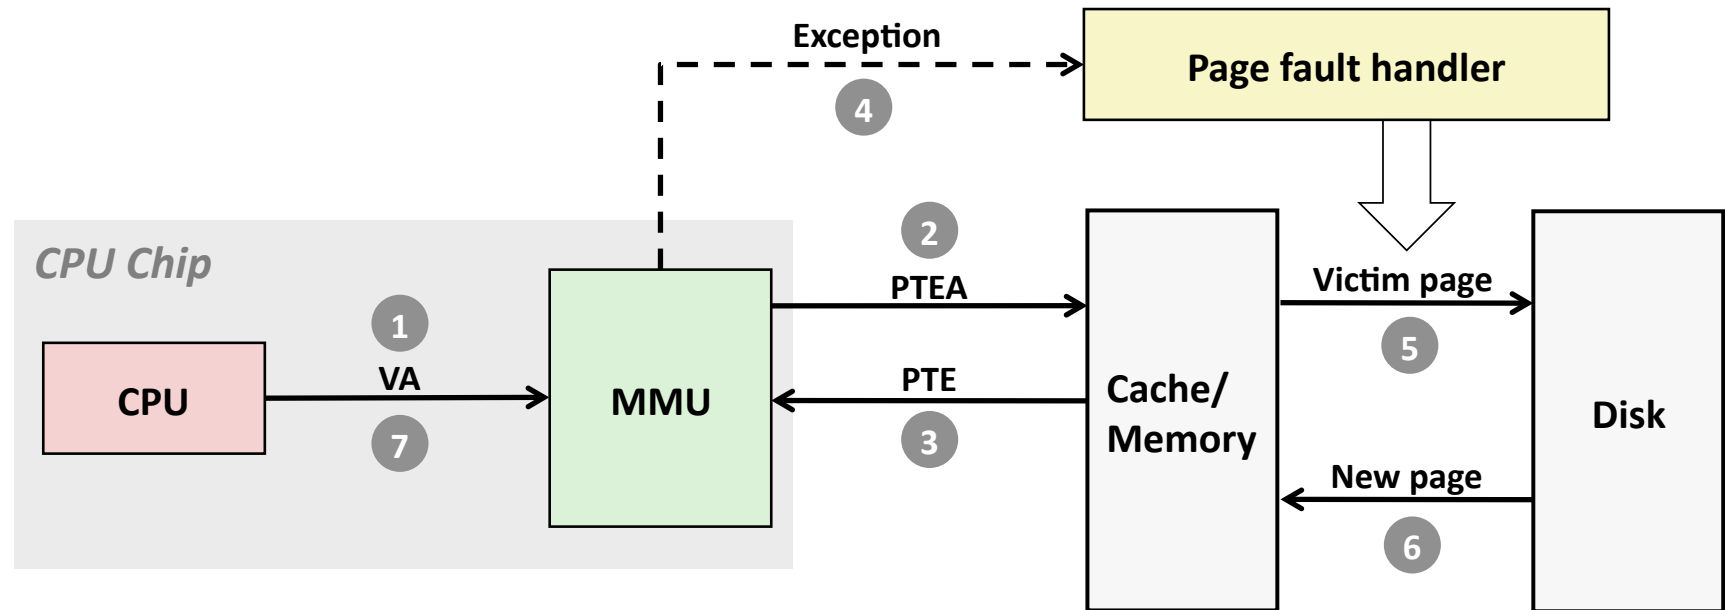 Exception
Page fault handler
4
2
CPU Chip
PTEA
Victim page
1
5
VA
CPU
MMU
PTE
Cache/
Memory
Disk
7
3
New page
6